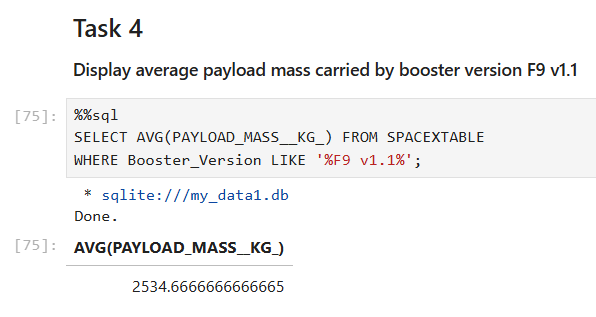 Task 4
Display average payload mass carried by booster version F9 v1.1
[75]:
%%sql
SELECT AVG(PAYLOAD_MASS__KG_) FROM SPACEXTABLE
WHERE Booster_Version LIKE '%F9 v1.1%';
* sqlite:///my_data1.db
Done.
[75]:
AVG(PAYLOAD_MASS__KG_)
2534.6666666666665